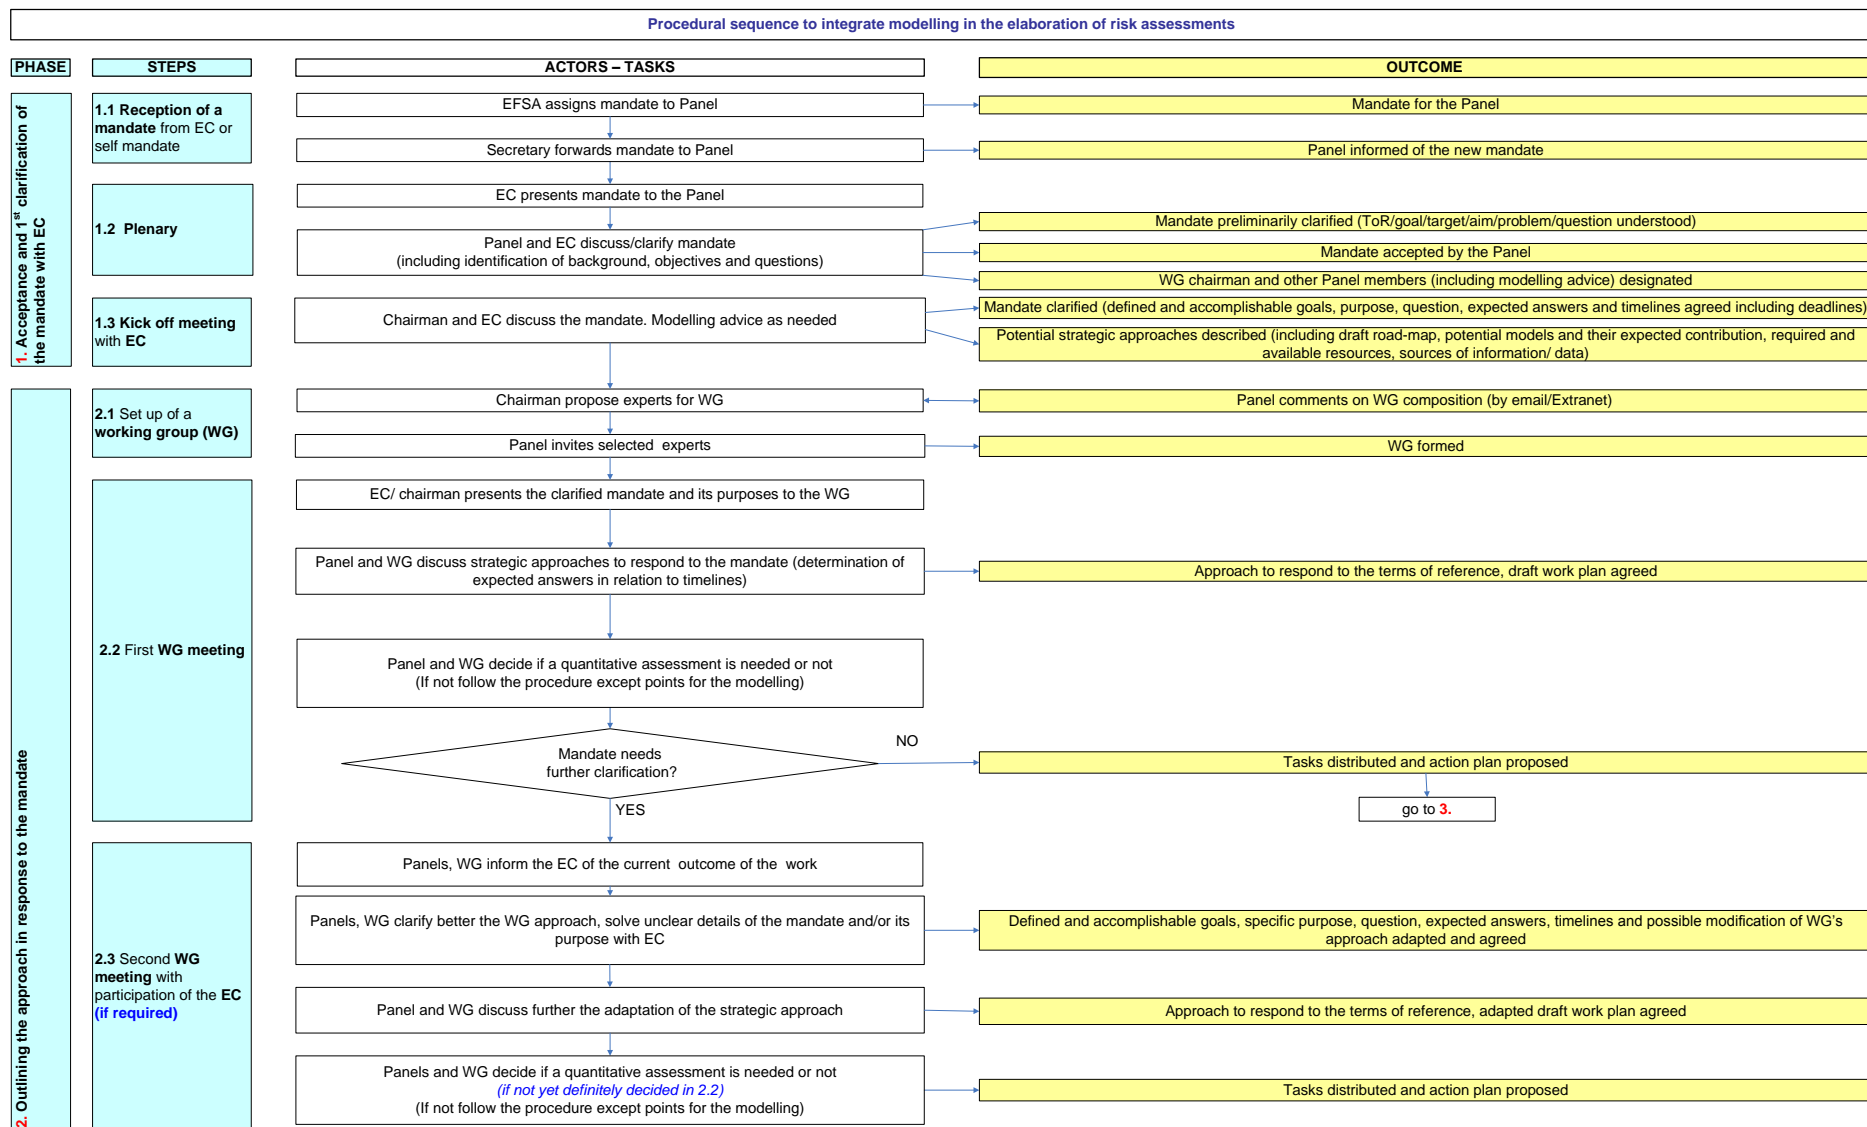 Procedural sequence to integrate modelling in the elaboration of risk assessments
PHASE
STEPS
ACTORS – TASKS
OUTCOME
1. Acceptance and 1st clarification of
the mandate with EC
1.1 Reception of a
mandate from EC or
self mandate
EFSA assigns mandate to Panel
Mandate for the Panel
Secretary forwards mandate to Panel
Panel informed of the new mandate
1.2 Plenary
EC presents mandate to the Panel
Panel and EC discuss/clarify mandate
(including identification of background, objectives and questions)
Mandate preliminarily clarified (ToR/goal/target/aim/problem/question understood)
Mandate accepted by the Panel
WG chairman and other Panel members (including modelling advice) designated
1.3 Kick off meeting
with EC
Chairman and EC discuss the mandate. Modelling advice as needed
Mandate clarified (defined and accomplishable goals, purpose, question, expected answers and timelines agreed including deadlines)
Potential strategic approaches described (including draft road-map, potential models and their expected contribution, required and
available resources, sources of information/ data)
2. Outlining the approach in response to the mandate
2.1 Set up of a
working group (WG)
Chairman propose experts for WG
Panel comments on WG composition (by email/Extranet)
Panel invites selected experts
WG formed
2.2 First WG meeting
EC/ chairman presents the clarified mandate and its purposes to the WG
Panel and WG discuss strategic approaches to respond to the mandate (determination of
expected answers in relation to timelines)
Approach to respond to the terms of reference, draft work plan agreed
Panel and WG decide if a quantitative assessment is needed or not
(If not follow the procedure except points for the modelling)
Mandate needs
further clarification?
NO
Tasks distributed and action plan proposed
go to 3.
YES
2.3 Second WG
meeting with
participation of the EC
(if required)
Panels, WG inform the EC of the current outcome of the work
Panels, WG clarify better the WG approach, solve unclear details of the mandate and/or its
purpose with EC
Defined and accomplishable goals, specific purpose, question, expected answers, timelines and possible modification of WG's
approach adapted and agreed
Panel and WG discuss further the adaptation of the strategic approach
Approach to respond to the terms of reference, adapted draft work plan agreed
Panels and WG decide if a quantitative assessment is needed or not
(if not yet definitely decided in 2.2)
(If not follow the procedure except points for the modelling)
Tasks distributed and action plan proposed